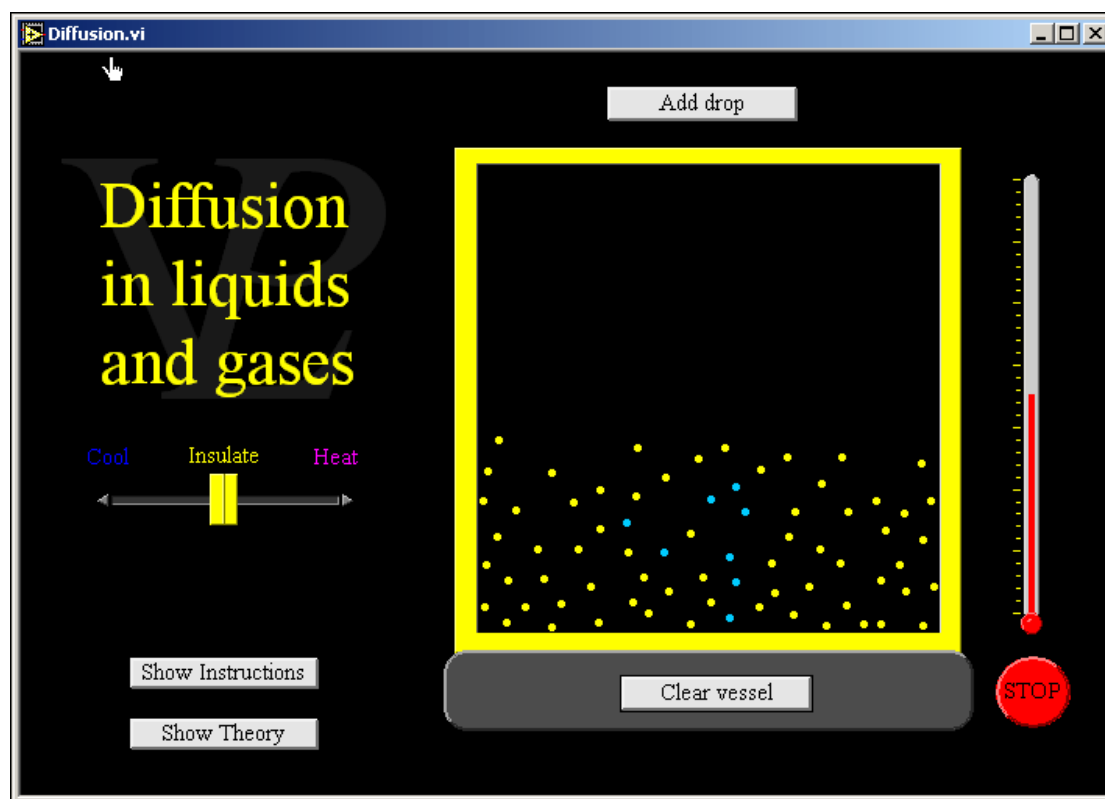 Diffusion.vi
Add drop
Diffusion
in liquids
and gases
Cool Insulate Heat
Show Instructions
Show Theory
Clear vessel
STOP